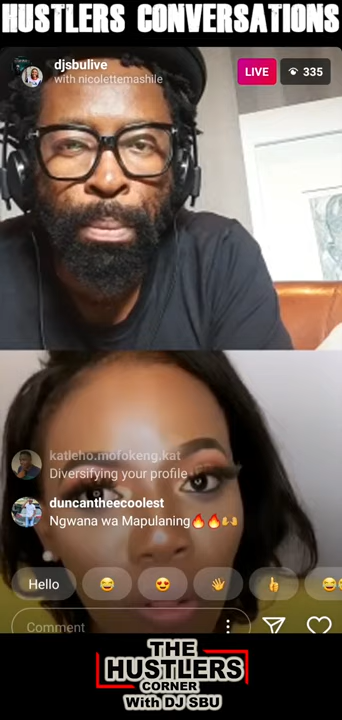 HUSTLERS CONVERSATIONS
djsbulive
with nicolettemashile
LIVE
335
katleho.mofokeng.kat
Diversifying your profile
duncantheecoolest
Ngwana wa Mapulaning🔥🔥🙌
Hello
😂
😍
👋
👍
😂
Comment
THE
HUSTLERS
CORNER
With DJ SBU